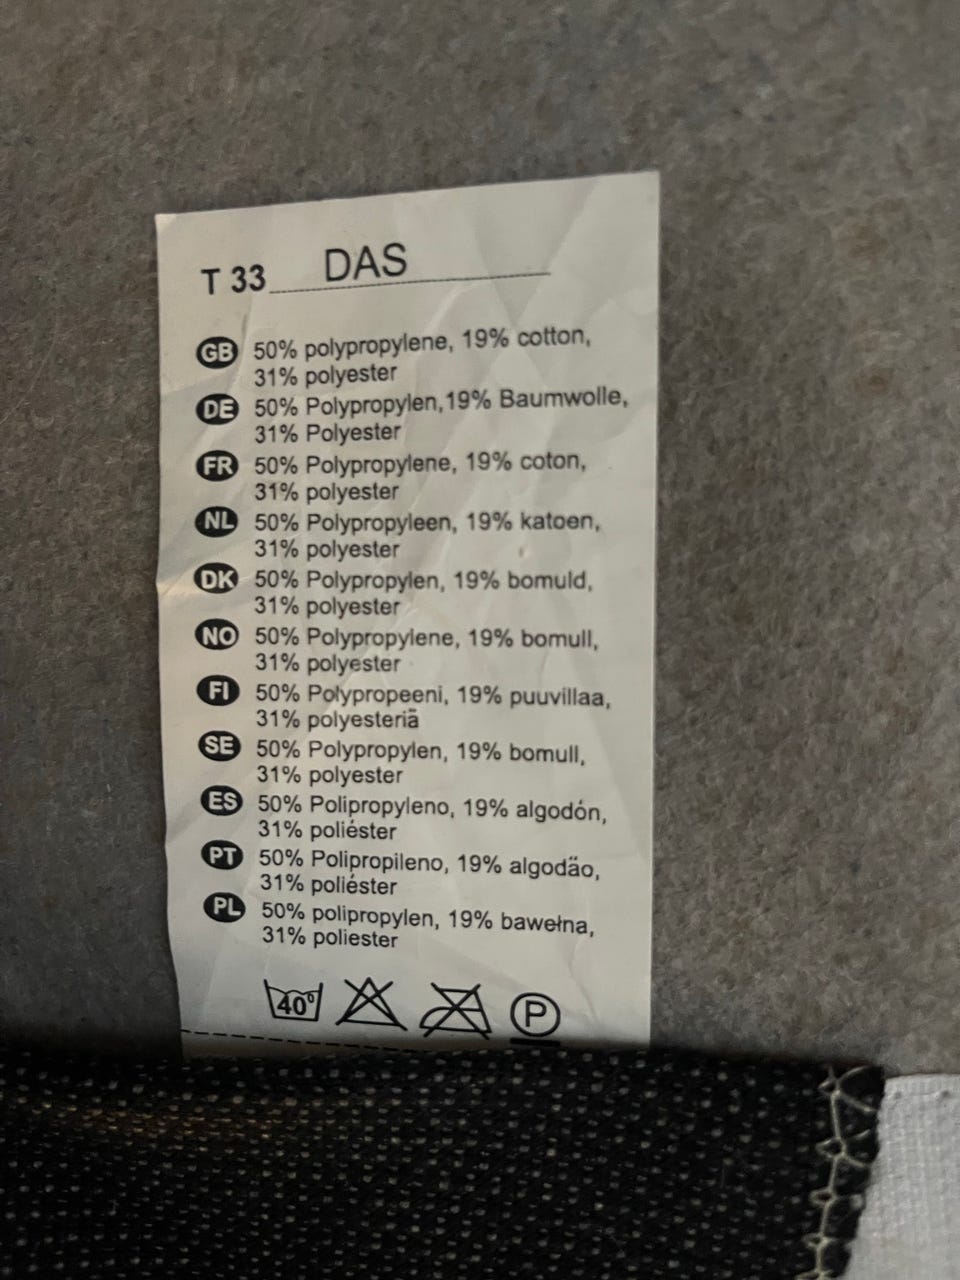 T 33 DAS
GB 50% polypropylene, 19% cotton,
31% polyester
DE 50% Polypropylen,19% Baumwolle,
31% Polyester
FR 50% Polypropylene, 19% coton,
31% polyester
NL 50% Polypropyleen, 19% katoen,
31% polyester
DK 50% Polypropylen, 19% bomuld,
31% polyester
NO 50% Polypropylene, 19% bomull,
31% polyester
FI 50% Polypropeeni, 19% puuvillaa,
31% polyesteriä
SE 50% Polypropylen, 19% bomull,
31% polyester
ES 50% Polipropyleno, 19% algodón,
31% poliéster
PT 50% Polipropileno, 19% algodäo,
31% poliéster
PL 50% polipropylen, 19% bawełna,
31% poliester
40° P